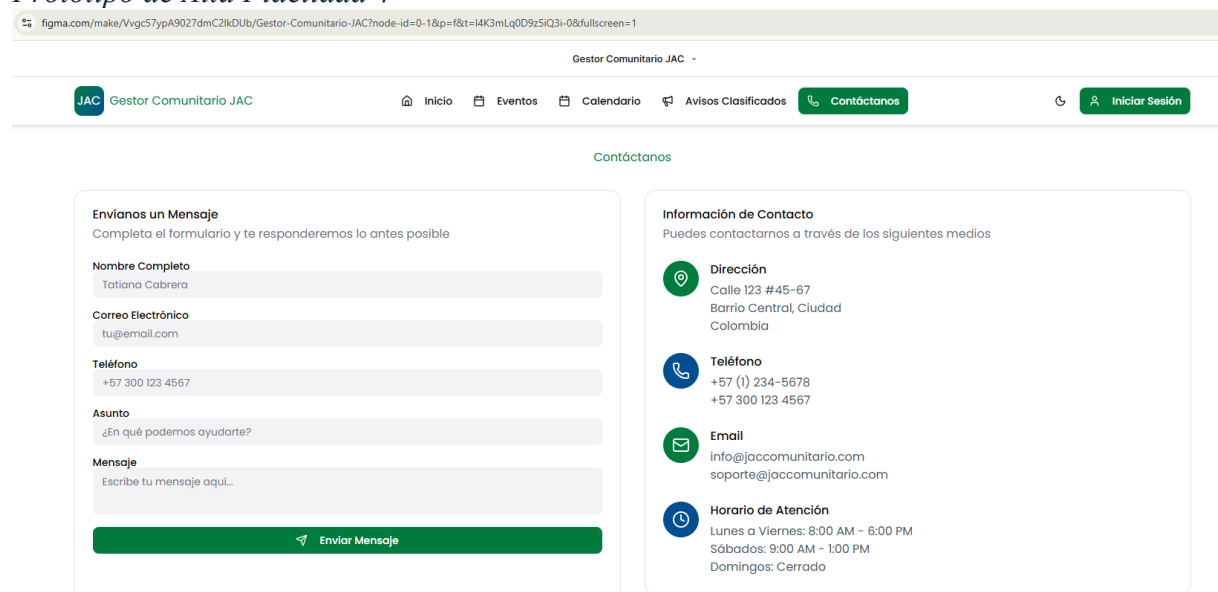 Prototipo de Alta Fidelidad 4
figma.com/make/Vvgc57ypA9027dmC2IkDUb/Gestor-Comunitario-JAC?node-id=0-1&p=f&t=I4K3mLq0D9z5iQ3i-0&fullscreen=1
Gestor Comunitario JAC
JAC Gestor Comunitario JAC Inicio Eventos Calendario Avisos Clasificados Contáctanos Iniciar Sesión
Contáctanos
Envíanos un Mensaje
Completa el formulario y te responderemos lo antes posible
Nombre Completo
Tatiana Cabrera
Correo Electrónico
tu@email.com
Teléfono
+57 300 123 4567
Asunto
¿En qué podemos ayudarte?
Mensaje
Escribe tu mensaje aquí...
Enviar Mensaje
Información de Contacto
Puedes contactarnos a través de los siguientes medios
Dirección
Calle 123 #45-67
Barrio Central, Ciudad
Colombia
Teléfono
+57 (1) 234-5678
+57 300 123 4567
Email
info@jaccomunitario.com
soporte@jaccomunitario.com
Horario de Atención
Lunes a Viernes: 8:00 AM - 6:00 PM
Sábados: 9:00 AM - 1:00 PM
Domingos: Cerrado